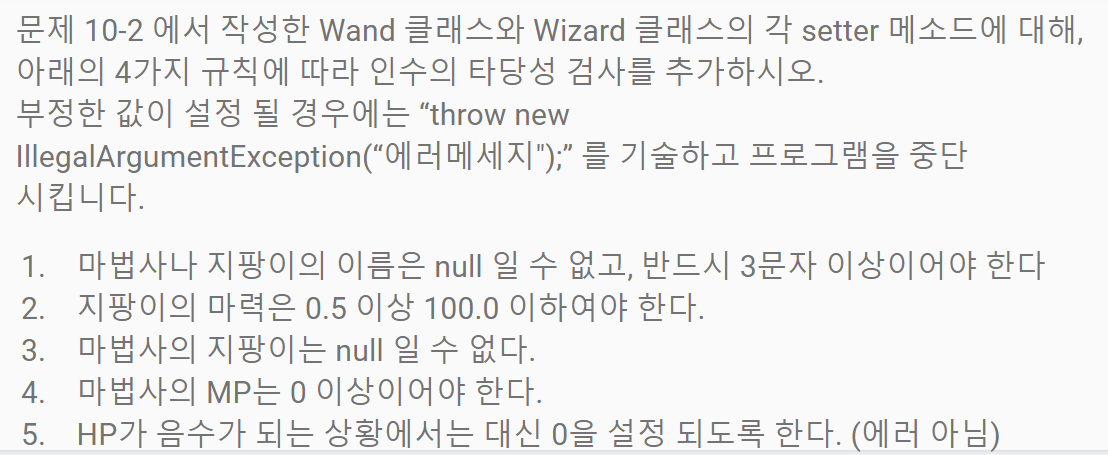 문제 10-2 에서 작성한 Wand 클래스와 Wizard 클래스의 각 setter 메소드에 대해,
아래의 4가지 규칙에 따라 인수의 타당성 검사를 추가하시오.
부정한 값이 설정 될 경우에는 “throw new
IllegalArgumentException(“에러메세지");” 를 기술하고 프로그램을 중단
시킵니다.
1. 마법사나 지팡이의 이름은 null 일 수 없고, 반드시 3문자 이상이어야 한다
2. 지팡이의 마력은 0.5 이상 100.0 이하여야 한다.
3. 마법사의 지팡이는 null 일 수 없다.
4. 마법사의 MP는 0 이상이어야 한다.
5. HP가 음수가 되는 상황에서는 대신 0을 설정 되도록 한다. (에러 아님)